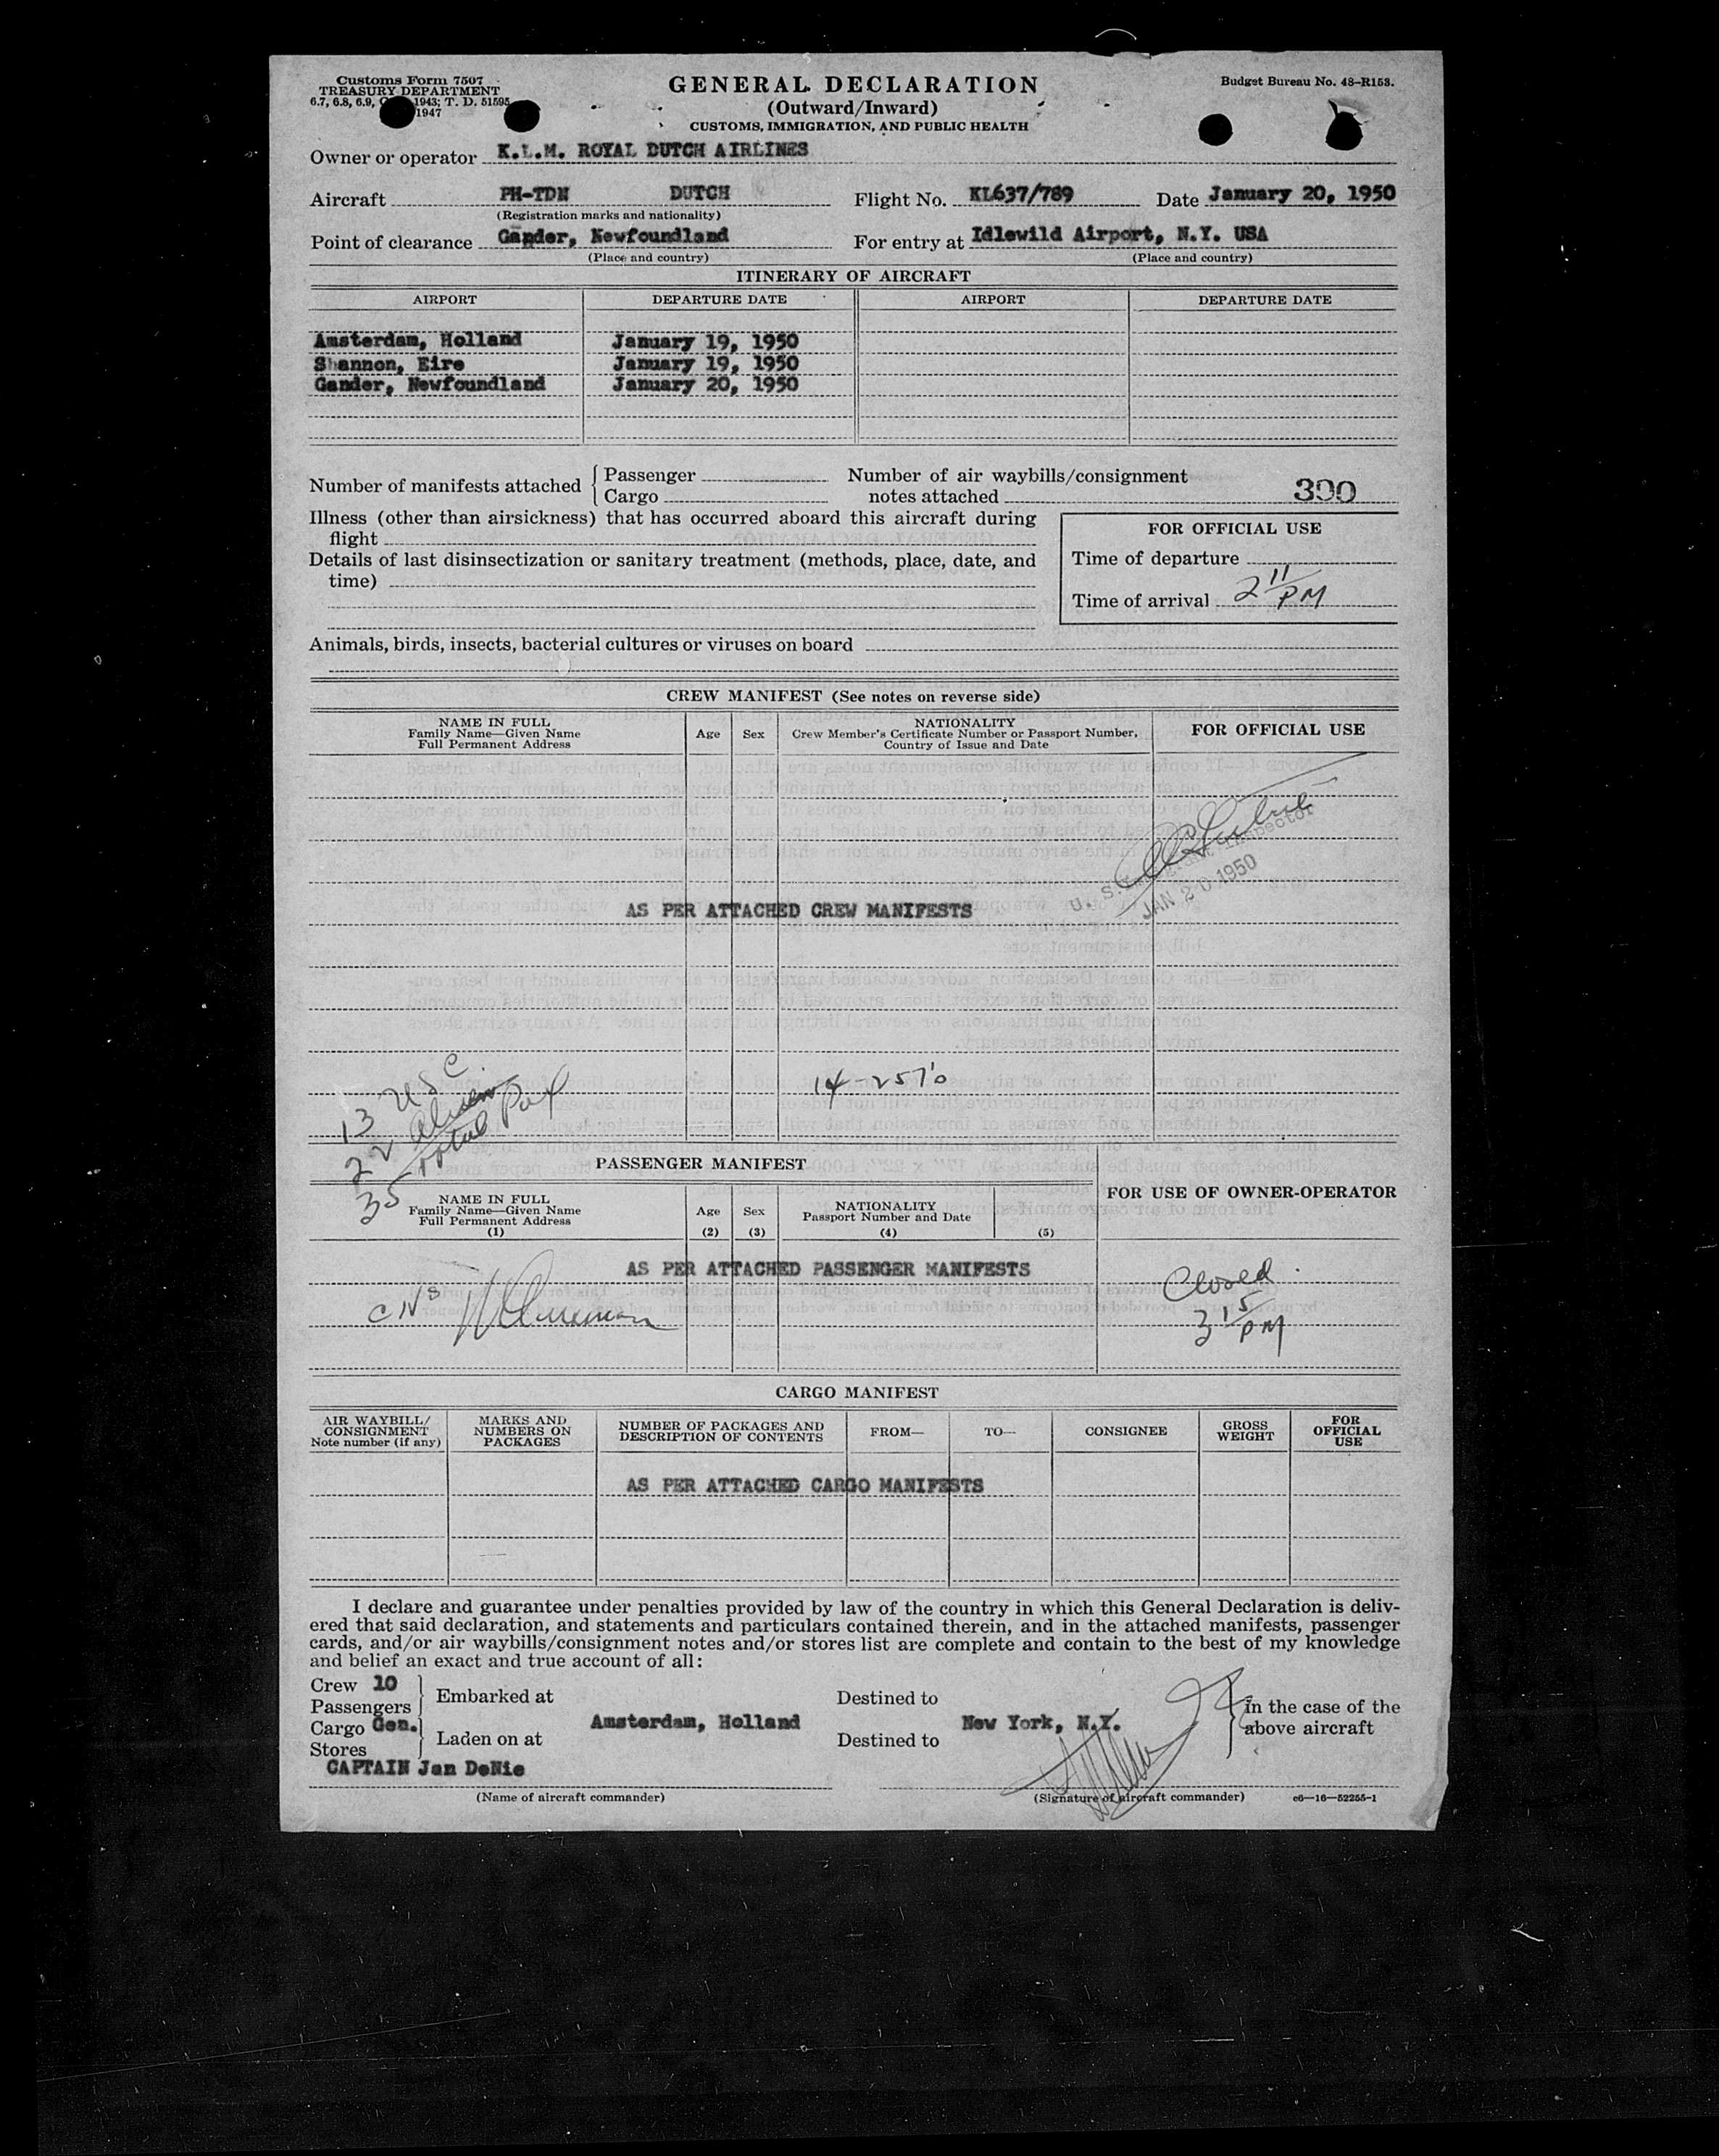 Customs Form 7507
TREASURY DEPARTMENT
6.7, 6.8, 6.9, 1943; T. D. 51595
1947
GENERAL DECLARATION
(Outward/Inward)
CUSTOMS, IMMIGRATION, AND PUBLIC HEALTH
Budget Bureau No. 48-R153.
Owner or operator K.L.M. ROYAL DUTCH AIRLINES
Aircraft PH-TDN DUTCH Flight No. KL637/789 Date January 20, 1950
(Registration marks and nationality)
Point of clearance Gander, Newfoundland For entry at Idlewild Airport, N.Y. USA
(Place and country) (Place and country)
ITINERARY OF AIRCRAFT
AIRPORT DEPARTURE DATE AIRPORT DEPARTURE DATE
Amsterdam, Holland January 19, 1950
Shannon, Eire January 19, 1950
Gander, Newfoundland January 20, 1950
Number of manifests attached { Passenger
Cargo
Number of air waybills/consignment
notes attached 300
Illness (other than airsickness) that has occurred aboard this aircraft during
flight
Details of last disinsectization or sanitary treatment (methods, place, date, and
time)
FOR OFFICIAL USE
Time of departure
Time of arrival 2 11 PM
Animals, birds, insects, bacterial cultures or viruses on board
CREW MANIFEST (See notes on reverse side)
NAME IN FULL
Family Name—Given Name
Full Permanent Address
Age
Sex
NATIONALITY
Crew Member's Certificate Number or Passport Number,
Country of Issue and Date
FOR OFFICIAL USE
U. S. Immigrant Inspector
JAN 20 1950
AS PER ATTACHED CREW MANIFESTS
13 USC
22 Aliens
35 total Pax
PASSENGER MANIFEST
FOR USE OF OWNER-OPERATOR
NAME IN FULL
Family Name—Given Name
Full Permanent Address
(1)
Age
(2)
Sex
(3)
NATIONALITY
Passport Number and Date
(4)
(5)
AS PER ATTACHED PASSENGER MANIFESTS
Closed
3 15 PM
CARGO MANIFEST
AIR WAYBILL/
CONSIGNMENT
Note number (if any)
MARKS AND
NUMBERS ON
PACKAGES
NUMBER OF PACKAGES AND
DESCRIPTION OF CONTENTS
FROM—
TO—
CONSIGNEE
GROSS
WEIGHT
FOR
OFFICIAL
USE
AS PER ATTACHED CARGO MANIFESTS
I declare and guarantee under penalties provided by law of the country in which this General Declaration is deliv-
ered that said declaration, and statements and particulars contained therein, and in the attached manifests, passenger
cards, and/or air waybills/consignment notes and/or stores list are complete and contain to the best of my knowledge
and belief an exact and true account of all:
Crew 10
Passengers
Cargo Gen.
Stores
Embarked at
Laden on at
Amsterdam, Holland
Destined to
Destined to
New York, N.Y.
in the case of the
above aircraft
CAPTAIN Jan DeNie
(Name of aircraft commander) (Signature of aircraft commander) c6—16—52255-1